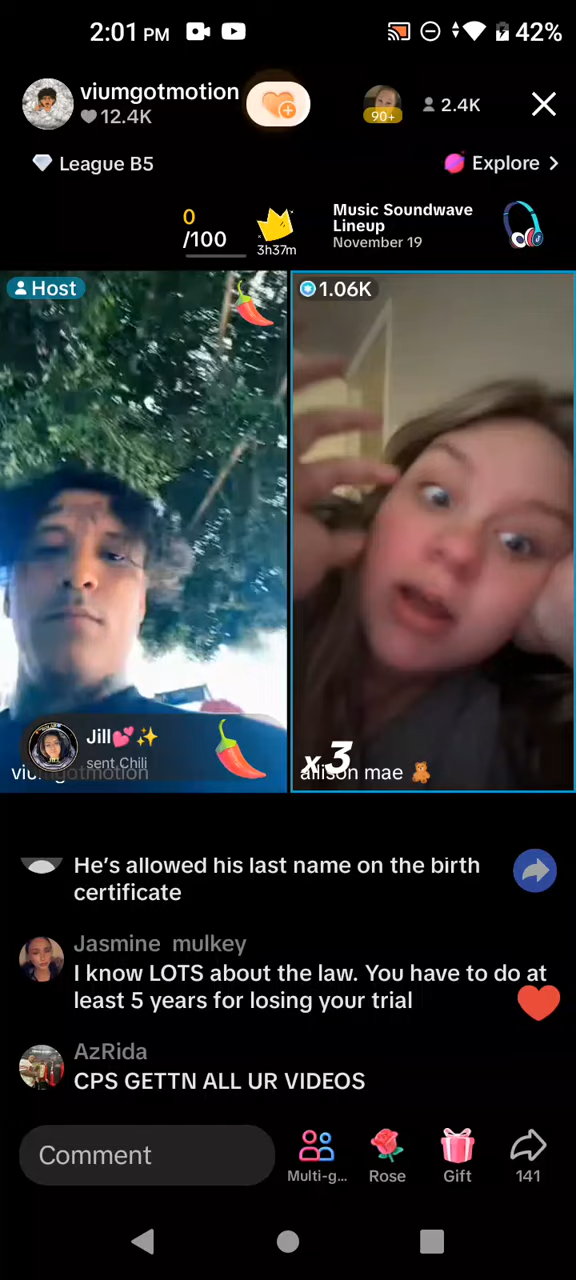 2:01 PM
42%
viumgotmotion
12.4K
90+
2.4K
League B5
Explore >
0
/100
3h37m
Music Soundwave
Lineup
November 19
Host
1.06K
Jill💕✨
sent Chili
viumgotmotion
x3
allison mae 🧸
He's allowed his last name on the birth
certificate
Jasmine mulkey
I know LOTS about the law. You have to do at
least 5 years for losing your trial
AzRida
CPS GETTN ALL UR VIDEOS
Comment
Multi-g...
Rose
Gift
141